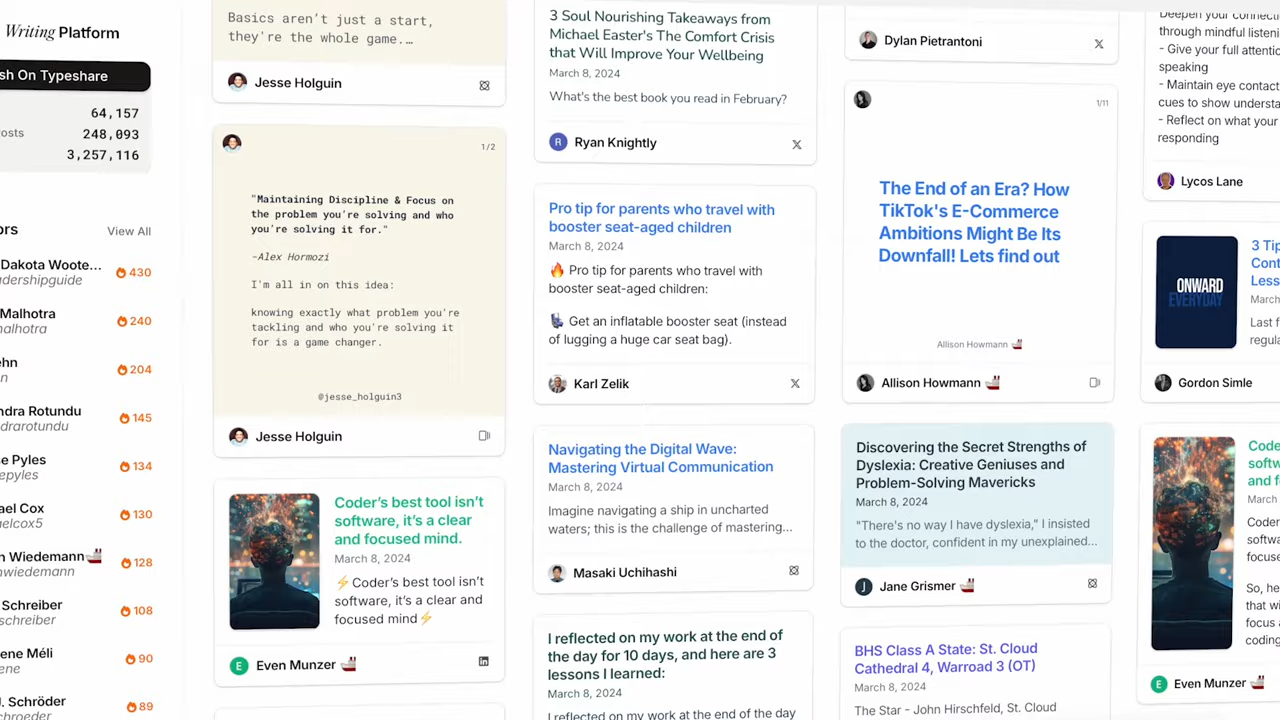 Writing Platform
sh On Typeshare
64,157
osts 248,093
3,257,116
ors View All
Dakota Woote... 430
adershipguide
Malhotra 240
nalhotra
ehn 204
n
ndra Rotundu 145
drarotundu
e Pyles 134
epyles
ael Cox 130
aelcox5
n Wiedemann 128
nwiedemann
Schreiber 108
schreiber
ene Méli 90
ene
J. Schröder 89
chroeder
Basics aren't just a start,
they're the whole game.…
Jesse Holguin
1/2
"Maintaining Discipline & Focus on
the problem you're solving and who
you're solving it for."
-Alex Hormozi
I'm all in on this idea:
knowing exactly what problem you're
tackling and who you're solving it
for is a game changer.
@jesse_holguin3
Jesse Holguin
Coder's best tool isn't
software, it's a clear
and focused mind.
March 8, 2024
⚡Coder's best tool isn't
software, it's a clear and
focused mind⚡
E Even Munzer
3 Soul Nourishing Takeaways from
Michael Easter's The Comfort Crisis
that Will Improve Your Wellbeing
March 8, 2024
What's the best book you read in February?
R Ryan Knightly
Pro tip for parents who travel with
booster seat-aged children
March 8, 2024
🔥 Pro tip for parents who travel with
booster seat-aged children:
💺 Get an inflatable booster seat (instead
of lugging a huge car seat bag).
Karl Zelik
Navigating the Digital Wave:
Mastering Virtual Communication
March 8, 2024
Imagine navigating a ship in uncharted
waters; this is the challenge of mastering...
Masaki Uchihashi
I reflected on my work at the end of
the day for 10 days, and here are 3
lessons I learned:
March 8, 2024
I reflected on my work at the end of the day
Dylan Pietrantoni
1/11
The End of an Era? How
TikTok's E-Commerce
Ambitions Might Be Its
Downfall! Lets find out
Allison Howmann
Allison Howmann
Discovering the Secret Strengths of
Dyslexia: Creative Geniuses and
Problem-Solving Mavericks
March 8, 2024
"There's no way I have dyslexia," I insisted
to the doctor, confident in my unexplained...
J Jane Grismer
BHS Class A State: St. Cloud
Cathedral 4, Warroad 3 (OT)
March 8, 2024
The Star - John Hirschfeld, St. Cloud
Deepen your connecti
through mindful listeni
- Give your full attentio
speaking
- Maintain eye contact
cues to show understa
- Reflect on what your
responding
Lycos Lane
ONWARD
EVERYDAY
3 Tip
Cont
Less
March
Last f
regula
Gordon Simle
Code
softw
and f
March
Coder
softwa
focuse
So, he
that wi
focus a
coding
E Even Munzer